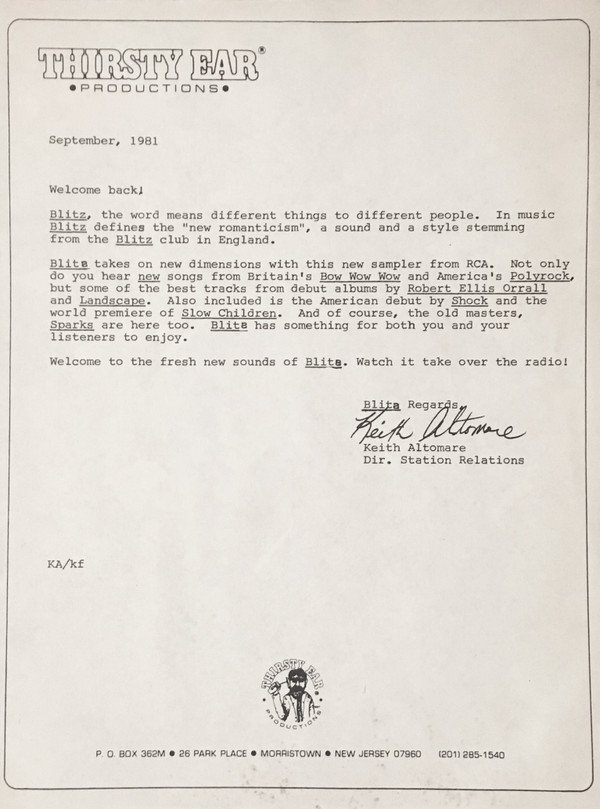 THIRSTY EAR®
•PRODUCTIONS•
September, 1981
Welcome back!
Blitz, the word means different things to different people. In music
Blitz defines the "new romanticism", a sound and a style stemming
from the Blitz club in England.
Blitz takes on new dimensions with this new sampler from RCA. Not only
do you hear new songs from Britain's Bow Wow Wow and America's Polyrock,
but some of the best tracks from debut albums by Robert Ellis Orrall
and Landscape. Also included is the American debut by Shock and the
world premiere of Slow Children. And of course, the old masters,
Sparks are here too. Blitz has something for both you and your
listeners to enjoy.
Welcome to the fresh new sounds of Blitz. Watch it take over the radio!
Blitz Regards,
Keith Altomare
Keith Altomare
Dir. Station Relations
KA/kf
THIRSTY EAR
•PRODUCTIONS•
P. O. BOX 362M • 26 PARK PLACE • MORRISTOWN • NEW JERSEY 07960 (201) 285-1540